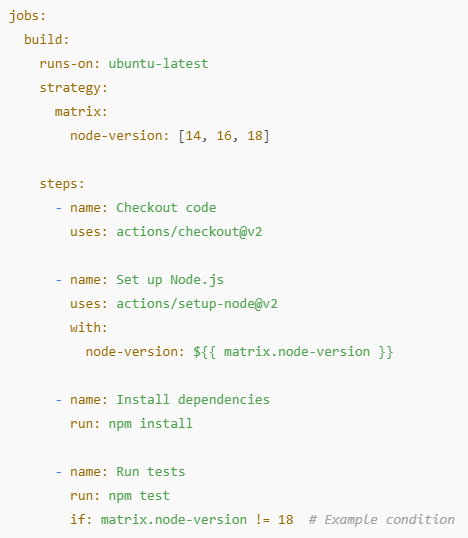 jobs:
  build:
    runs-on: ubuntu-latest
    strategy:
      matrix:
        node-version: [14, 16, 18]

    steps:
      - name: Checkout code
        uses: actions/checkout@v2

      - name: Set up Node.js
        uses: actions/setup-node@v2
        with:
          node-version: ${{ matrix.node-version }}

      - name: Install dependencies
        run: npm install

      - name: Run tests
        run: npm test
        if: matrix.node-version != 18  # Example condition